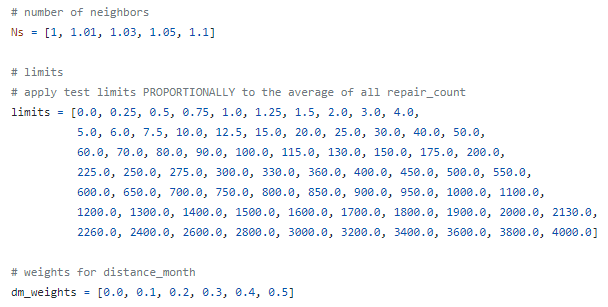 # number of neighbors
Ns = [1, 1.01, 1.03, 1.05, 1.1]
# limits
# apply test limits PROPORTIONALLY to the average of all repair_count
limits = [0.0, 0.25, 0.5, 0.75, 1.0, 1.25, 1.5, 2.0, 3.0, 4.0,
5.0, 6.0, 7.5, 10.0, 12.5, 15.0, 20.0, 25.0, 30.0, 40.0, 50.0,
60.0, 70.0, 80.0, 90.0, 100.0, 115.0, 130.0, 150.0, 175.0, 200.0,
225.0, 250.0, 275.0, 300.0, 330.0, 360.0, 400.0, 450.0, 500.0, 550.0,
600.0, 650.0, 700.0, 750.0, 800.0, 850.0, 900.0, 950.0, 1000.0, 1100.0,
1200.0, 1300.0, 1400.0, 1500.0, 1600.0, 1700.0, 1800.0, 1900.0, 2000.0, 2130.0,
2260.0, 2400.0, 2600.0, 2800.0, 3000.0, 3200.0, 3400.0, 3600.0, 3800.0, 4000.0]
# weights for distance_month
dm_weights = [0.0, 0.1, 0.2, 0.3, 0.4, 0.5]